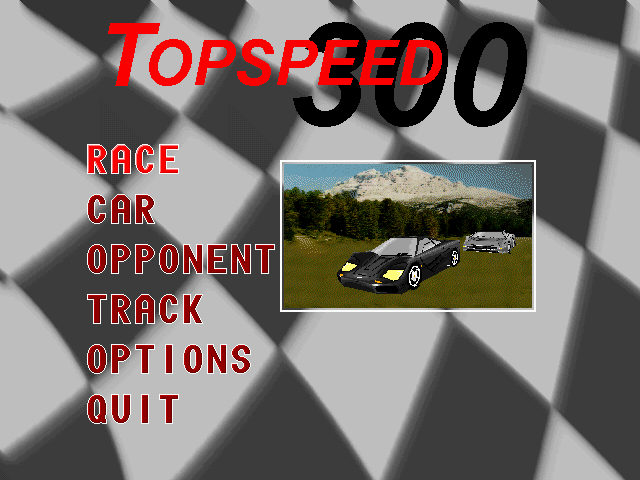 TOPSPEED 300
RACE
CAR
OPPONENT
TRACK
OPTIONS
QUIT